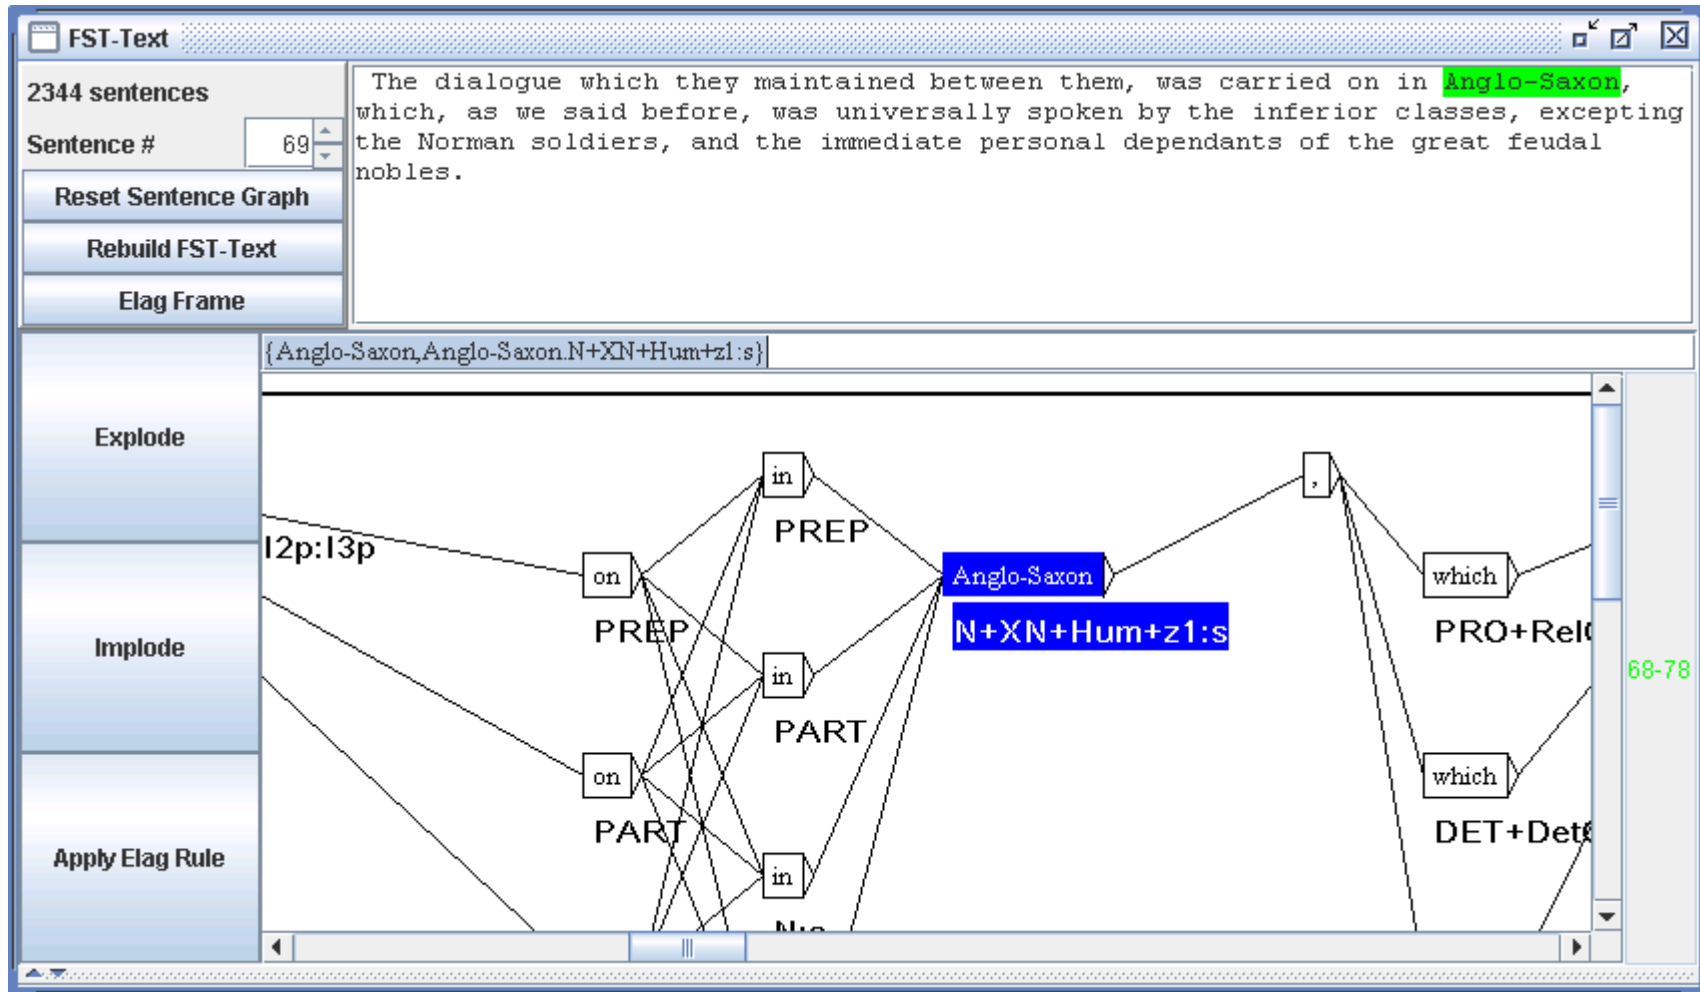 FST-Text
2344 sentences
Sentence # 69
Reset Sentence Graph
Rebuild FST-Text
Elag Frame
The dialogue which they maintained between them, was carried on in Anglo-Saxon,
which, as we said before, was universally spoken by the inferior classes, excepting
the Norman soldiers, and the immediate personal dependants of the great feudal
nobles.
Explode
Implode
Apply Elag Rule
{Anglo-Saxon,Anglo-Saxon.N+XN+Hum+z1:s}
in
PREP
,
I2p:I3p
on
PREP
Anglo-Saxon
N+XN+Hum+z1:s
which
PRO+Rel
in
PART
68-78
on
PART
which
DET+Det
in